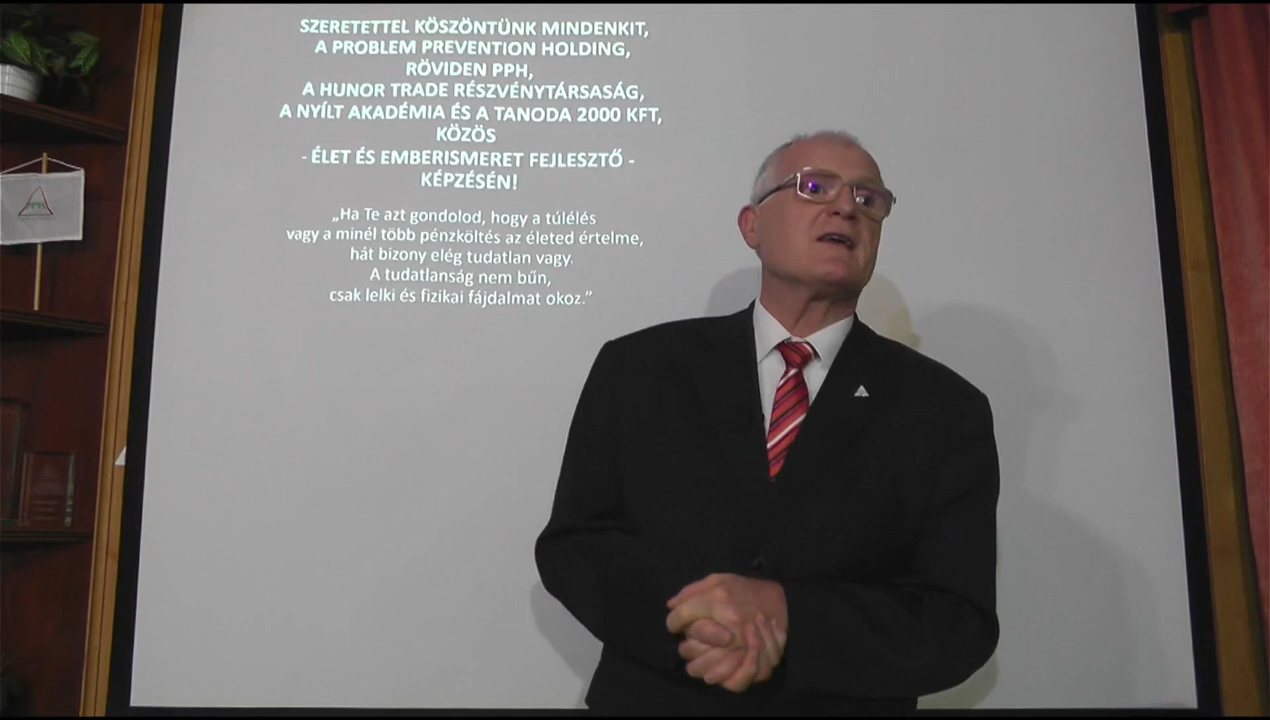 SZERETETTEL KÖSZÖNTÜNK MINDENKIT,
A PROBLEM PREVENTION HOLDING,
RÖVIDEN PPH,
A HUNOR TRADE RÉSZVÉNYTÁRSASÁG,
A NYÍLT AKADÉMIA ÉS A TANODA 2000 KFT,
KÖZÖS
- ÉLET ÉS EMBERISMERET FEJLESZTŐ -
KÉPZÉSÉN!
„Ha Te azt gondolod, hogy a túlélés
vagy a minél több pénzköltés az életed értelme,
hát bizony elég tudatlan vagy.
A tudatlanság nem bűn,
csak lelki és fizikai fájdalmat okoz.”